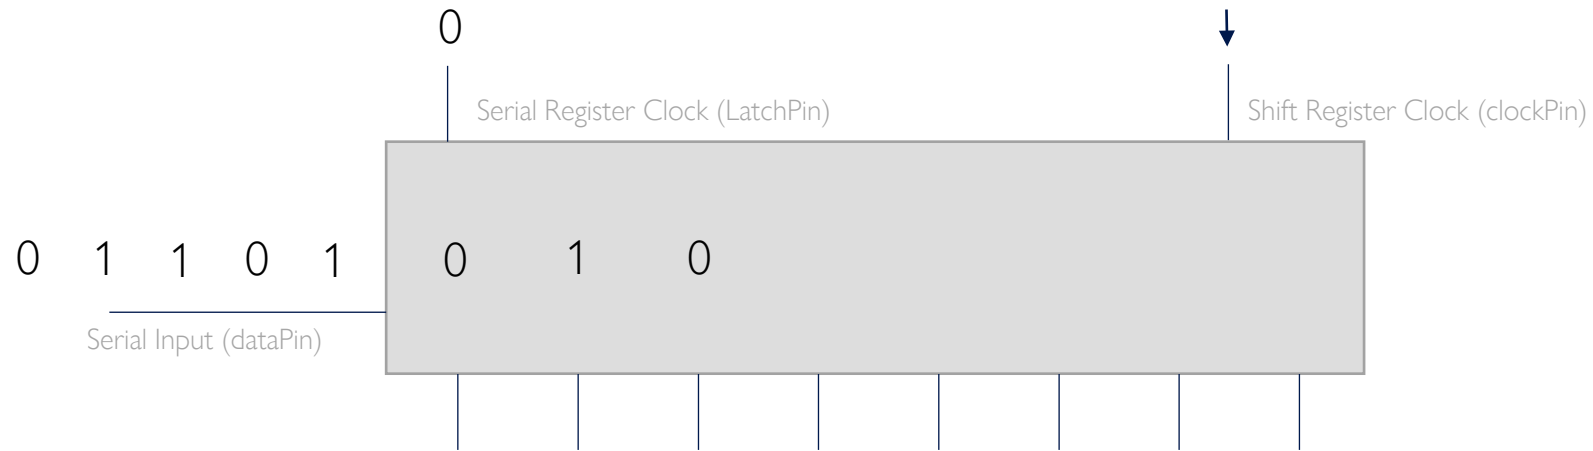 0
Serial Register Clock (LatchPin)
Shift Register Clock (clockPin)
0 1 1 0 1 0 1 0
Serial Input (dataPin)